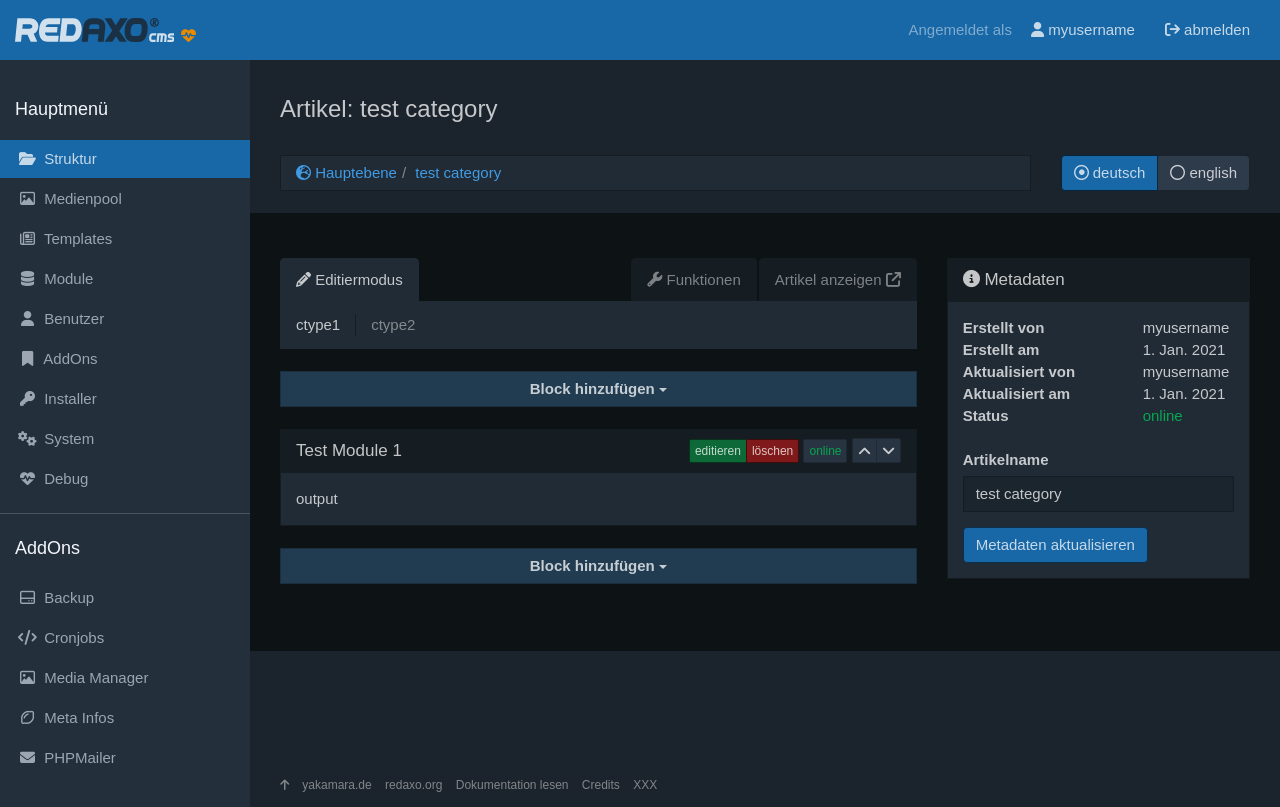 REDAXO® cms
Angemeldet als myusername abmelden
Hauptmenü
Struktur
Medienpool
Templates
Module
Benutzer
AddOns
Installer
System
Debug
AddOns
Backup
Cronjobs
Media Manager
Meta Infos
PHPMailer
Artikel: test category
Hauptebene / test category
deutsch english
Editiermodus Funktionen Artikel anzeigen
ctype1 ctype2
Block hinzufügen
Test Module 1 editieren löschen online
output
Block hinzufügen
Metadaten
Erstellt von myusername
Erstellt am 1. Jan. 2021
Aktualisiert von myusername
Aktualisiert am 1. Jan. 2021
Status online
Artikelname
test category
Metadaten aktualisieren
yakamara.de redaxo.org Dokumentation lesen Credits XXX